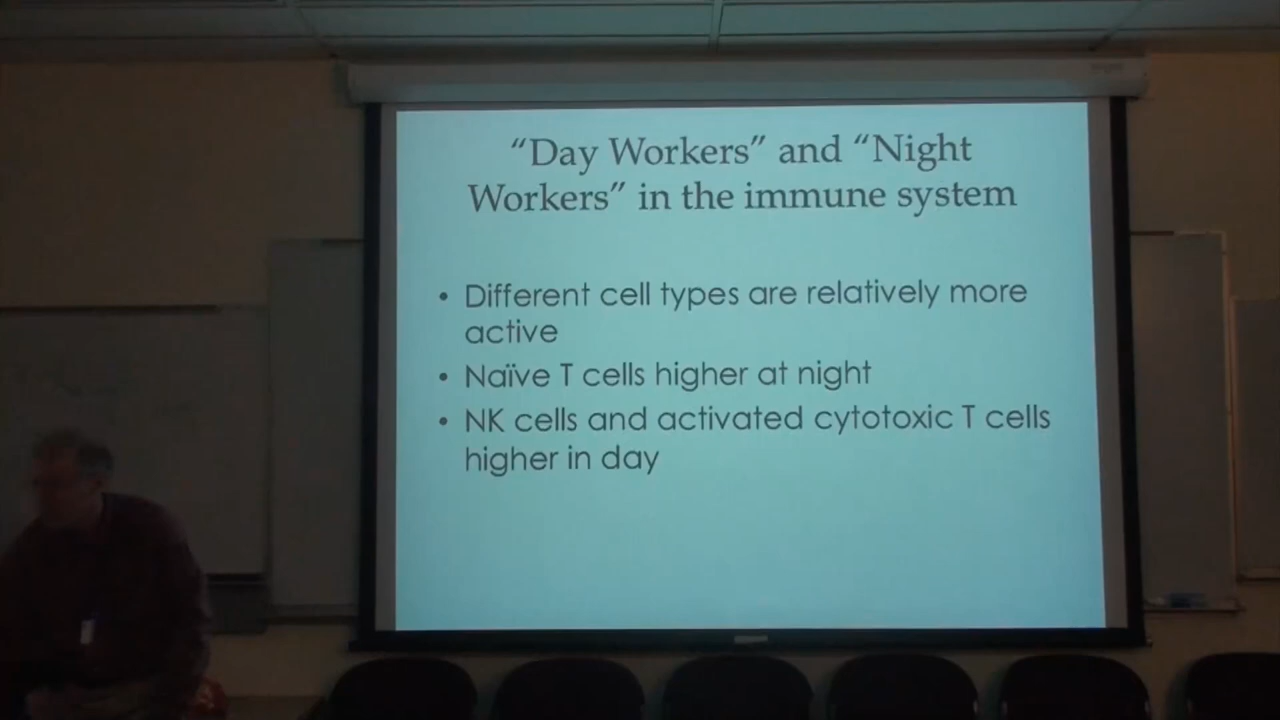 “Day Workers” and “Night
Workers” in the immune system
• Different cell types are relatively more
active
• Naïve T cells higher at night
• NK cells and activated cytotoxic T cells
higher in day